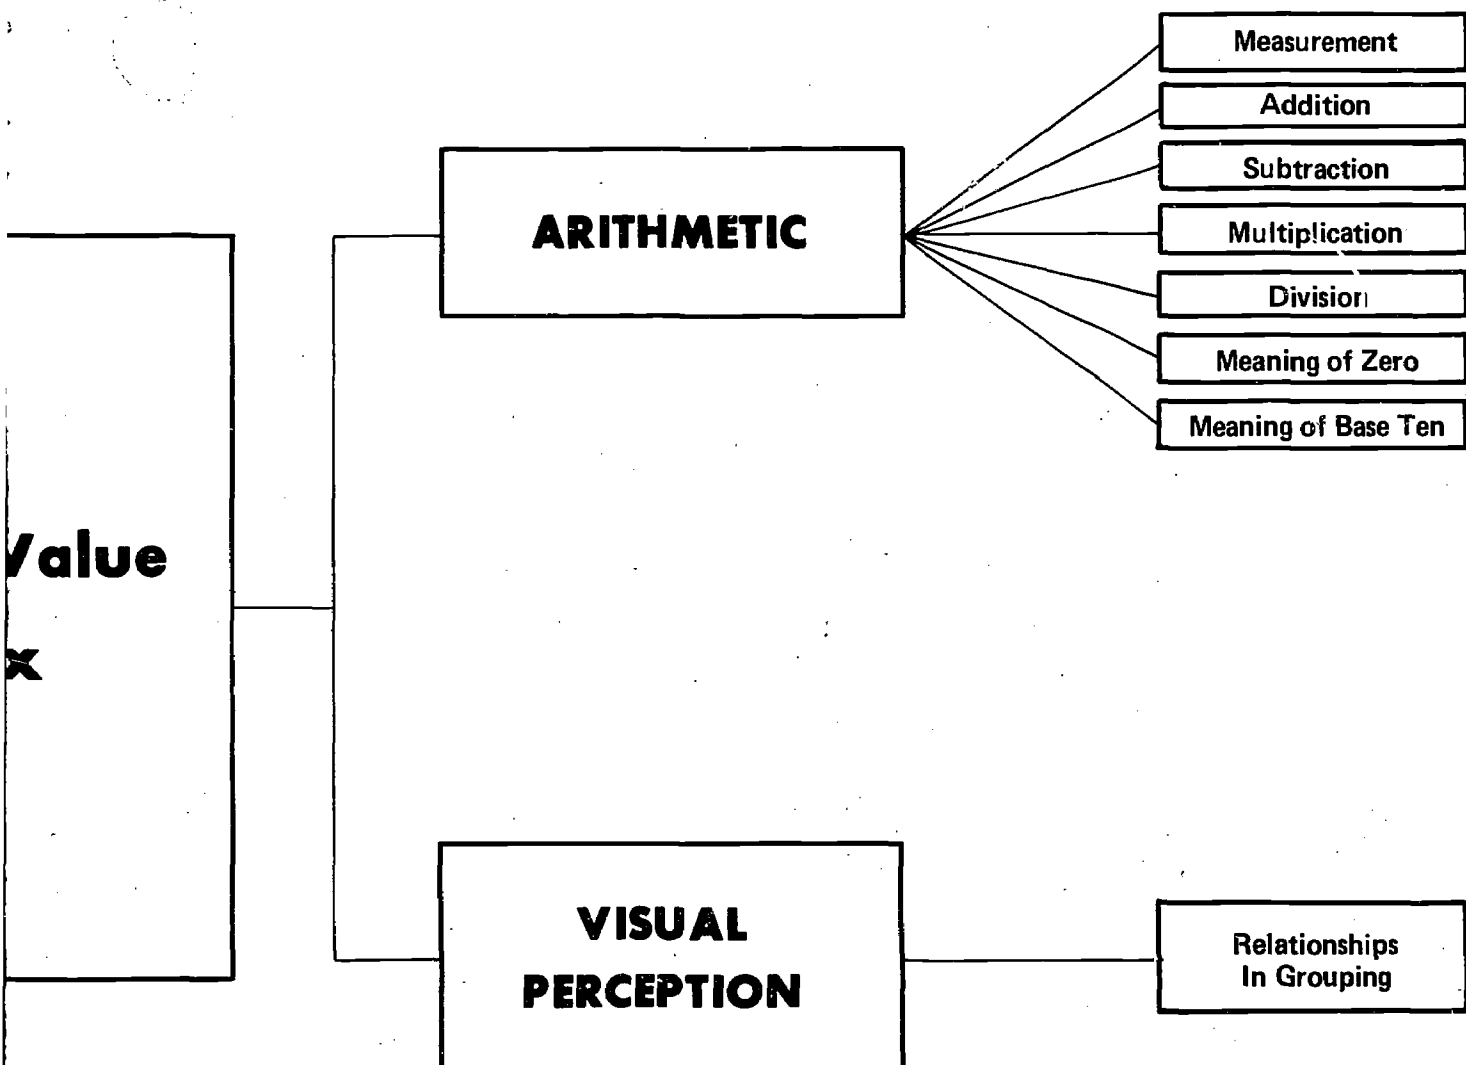 Value
x
ARITHMETIC
Measurement
Addition
Subtraction
Multiplication
Division
Meaning of Zero
Meaning of Base Ten
VISUAL
PERCEPTION
Relationships
In Grouping